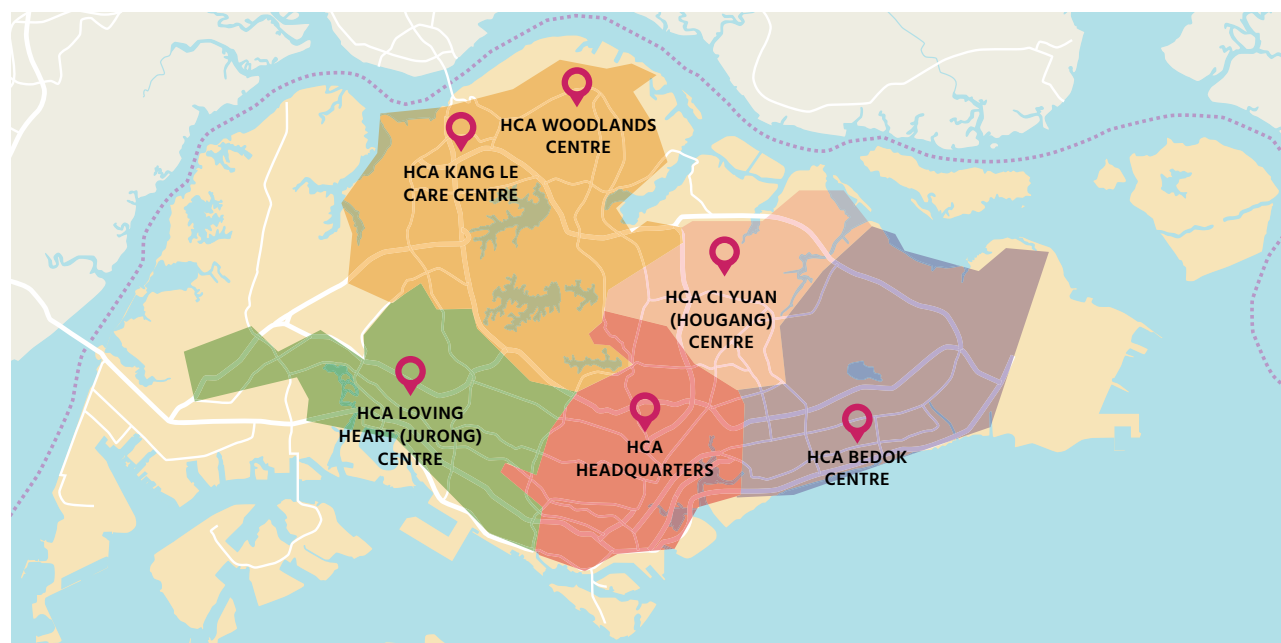 HCA WOODLANDS
CENTRE
HCA KANG LE
CARE CENTRE
HCA CI YUAN
(HOUGANG)
CENTRE
HCA LOVING
HEART (JURONG)
CENTRE
HCA
HEADQUARTERS
HCA BEDOK
CENTRE